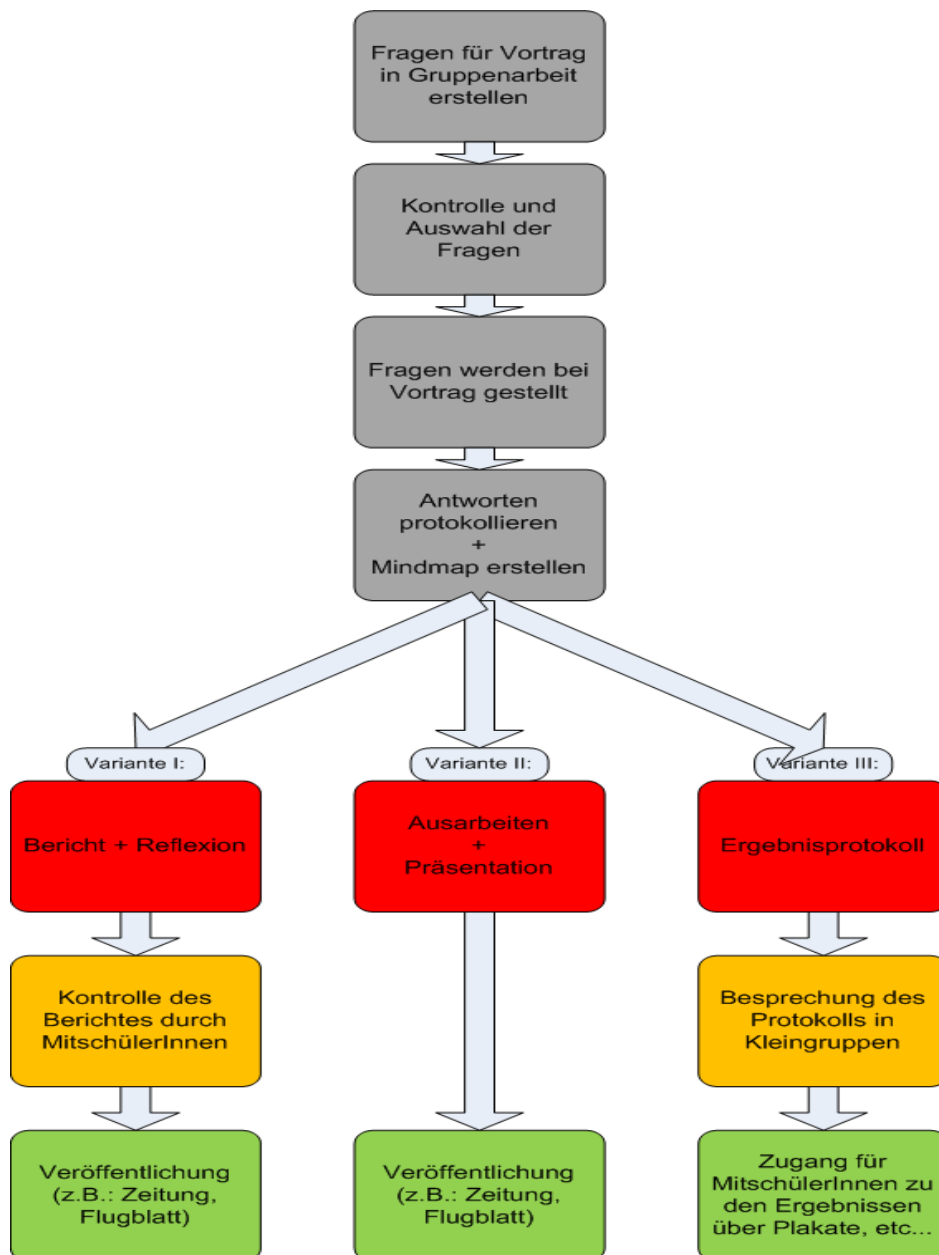 Fragen für Vortrag
in Gruppenarbeit
erstellen
Kontrolle und
Auswahl der
Fragen
Fragen werden bei
Vortrag gestellt
Antworten
protokollieren
+
Mindmap erstellen
Variante I:
Bericht + Reflexion
Kontrolle des
Berichtes durch
MitschülerInnen
Veröffentlichung
(z.B.: Zeitung,
Flugblatt)
Variante II:
Ausarbeiten
+
Präsentation
Veröffentlichung
(z.B.: Zeitung,
Flugblatt)
Variante III:
Ergebnisprotokoll
Besprechung des
Protokolls in
Kleingruppen
Zugang für
MitschülerInnen zu
den Ergebnissen
über Plakate, etc...